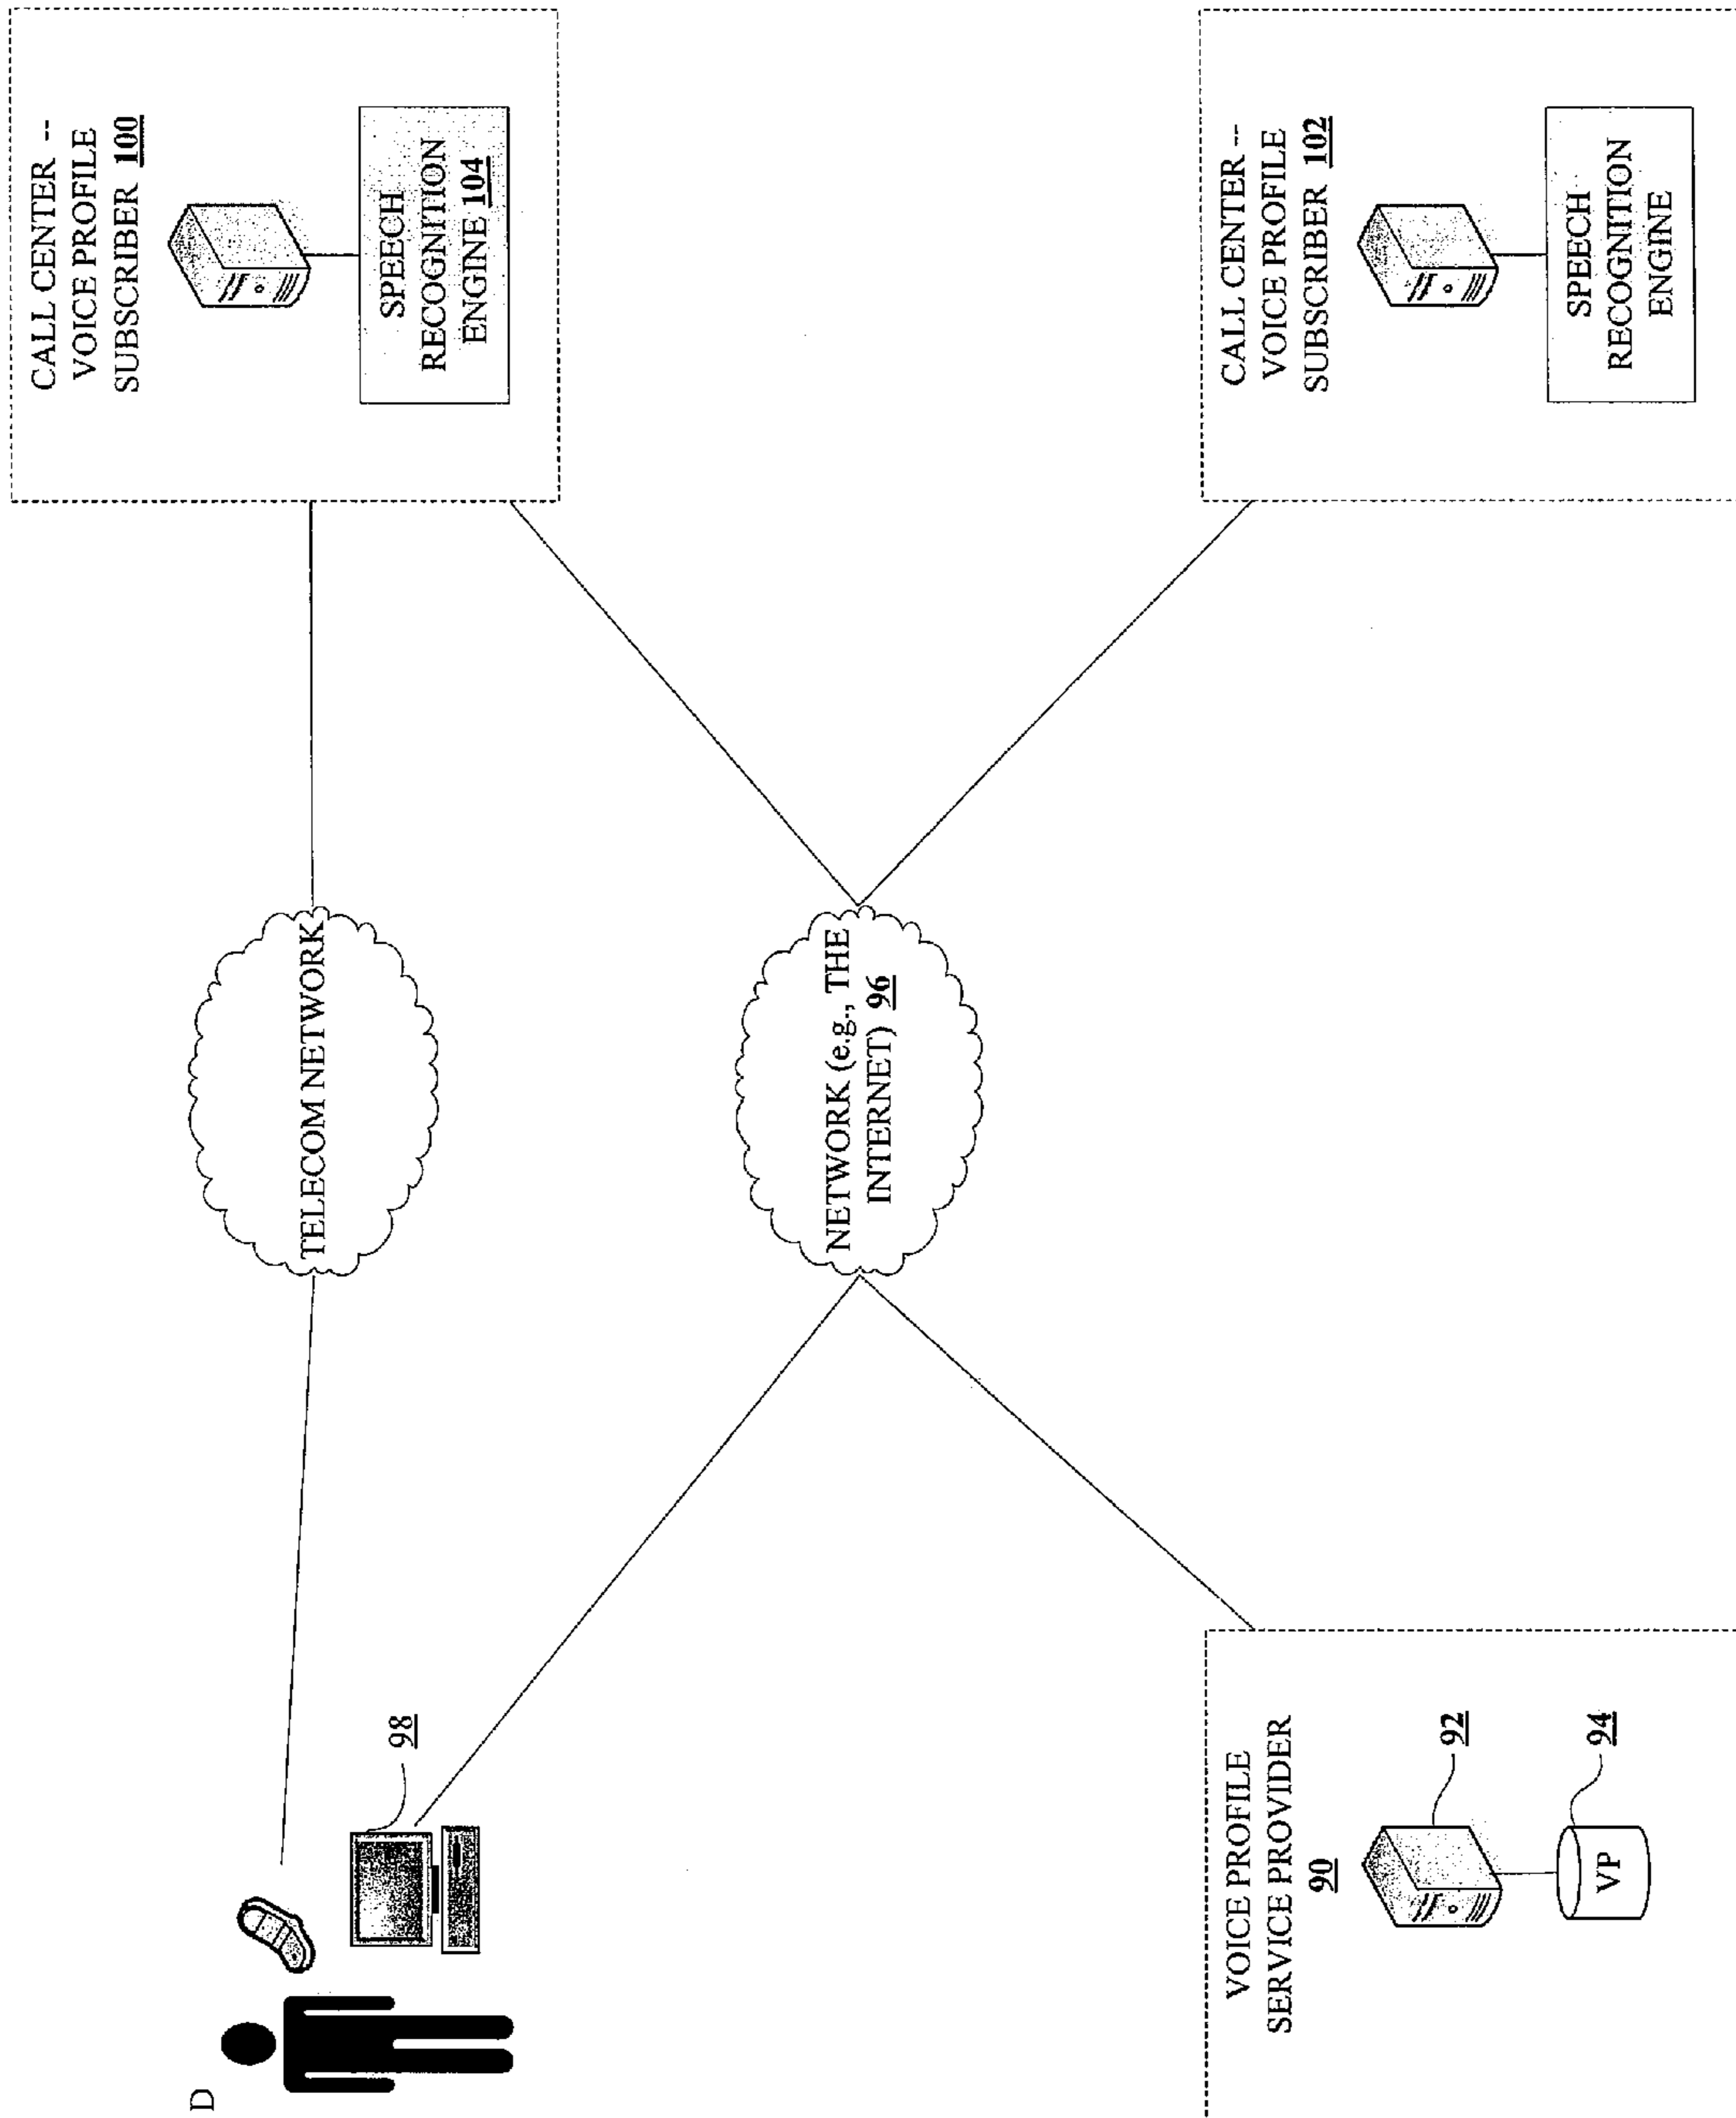 D
98
TELECOM NETWORK
CALL CENTER --
VOICE PROFILE
SUBSCRIBER 100
SPEECH
RECOGNITION
ENGINE 104
NETWORK (e.g., THE
INTERNET) 96
VOICE PROFILE
SERVICE PROVIDER
90
92
94
VP
CALL CENTER --
VOICE PROFILE
SUBSCRIBER 102
SPEECH
RECOGNITION
ENGINE